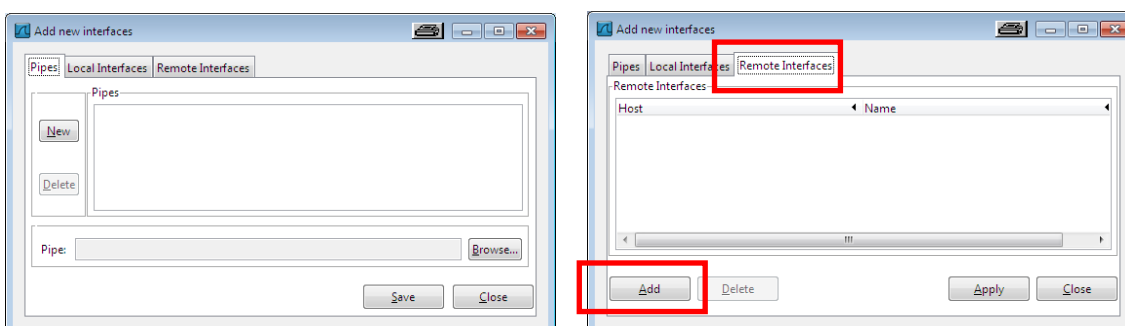 Add new interfaces
Pipes Local Interfaces Remote Interfaces
Pipes
New
Delete
Pipe:
Browse...
Save Close
Add new interfaces
Pipes Local Interfaces Remote Interfaces
Remote Interfaces
Host Name
Add Delete Apply Close